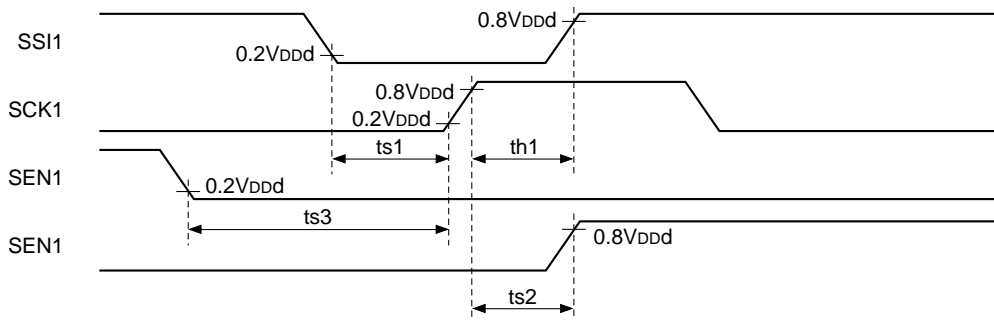 SSI1
0.8VDDd
0.2VDDd
SCK1
0.8VDDd
0.2VDDd
ts1
th1
SEN1
0.2VDDd
ts3
SEN1
0.8VDDd
ts2